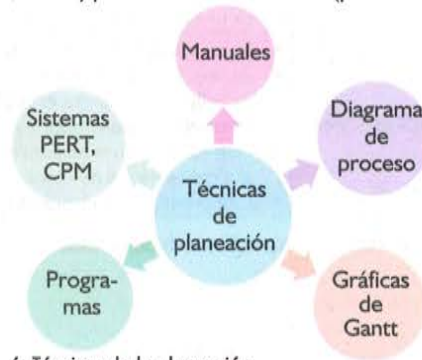 Manuales
Sistemas
PERT,
CPM
Diagrama
de
proceso
Técnicas
de
planeación
Progra-
mas
Gráficas
de
Gantt